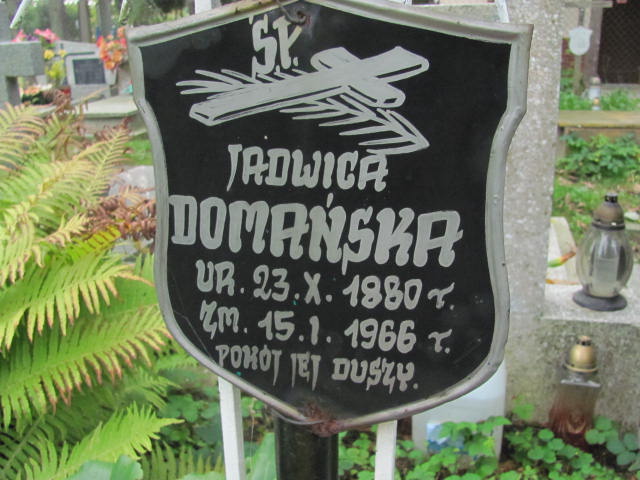 Ś.P.
JADWIGA
DOMAŃSKA
UR. 23. X. 1880 r.
ZM. 15. I. 1966 r.
POKÓJ JEJ DUSZY.